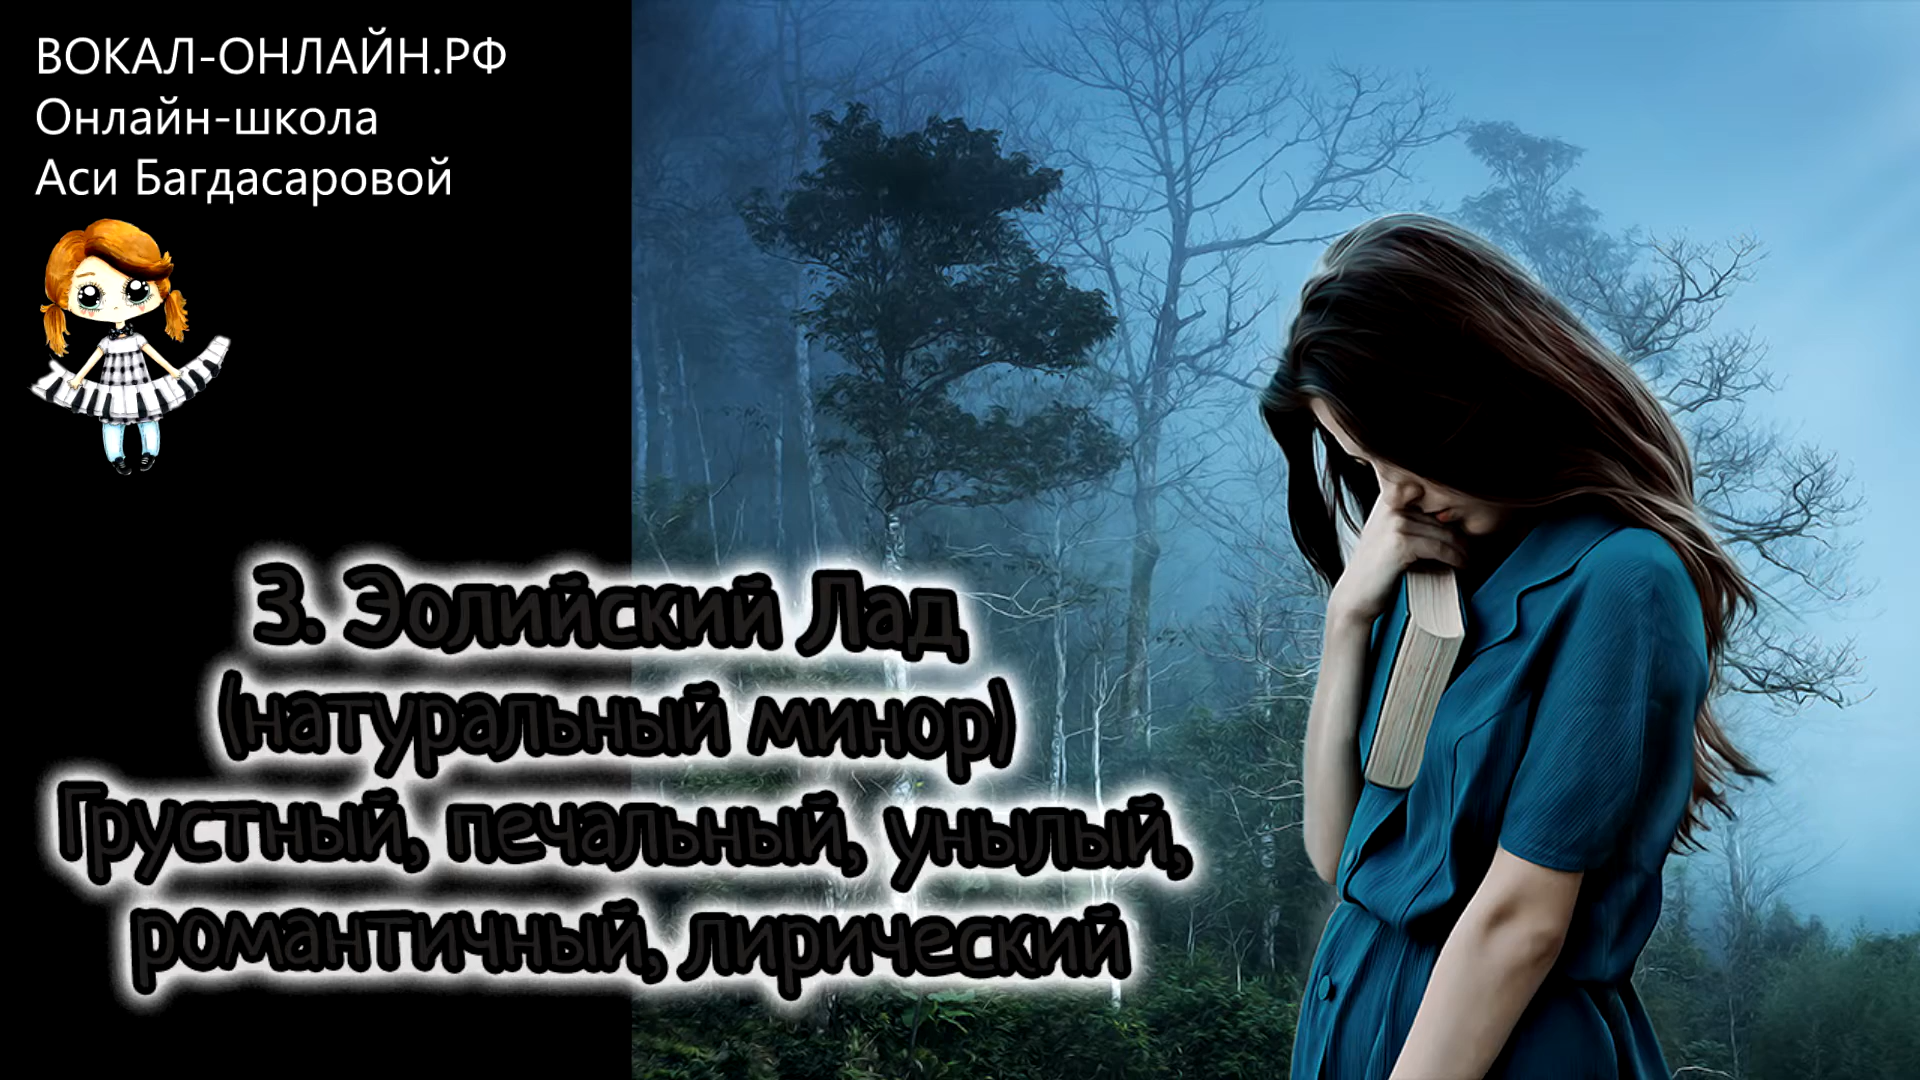 ВОКАЛ-ОНЛАЙН.РФ
Онлайн-школа
Аси Багдасаровой
3. Эолийский Лад
(натуральный минор)
Грустный, печальный, унылый,
романтичный, лирический